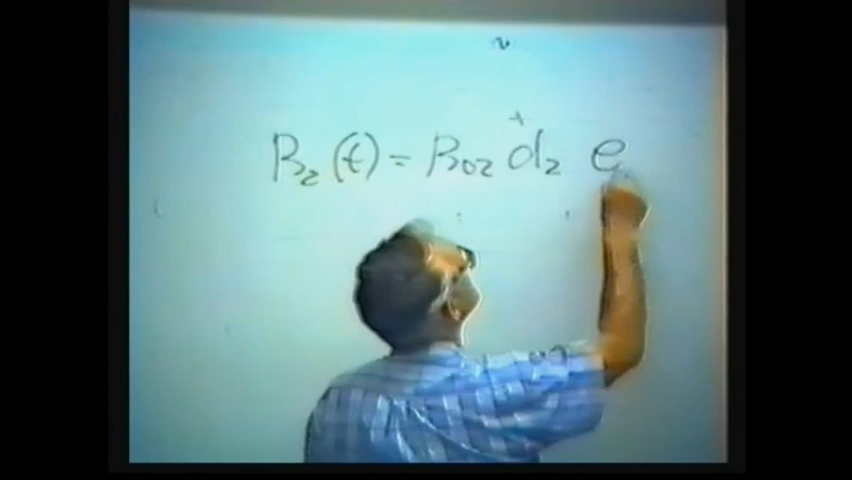 B₂(t) = B₀₂ d₂⁺ e